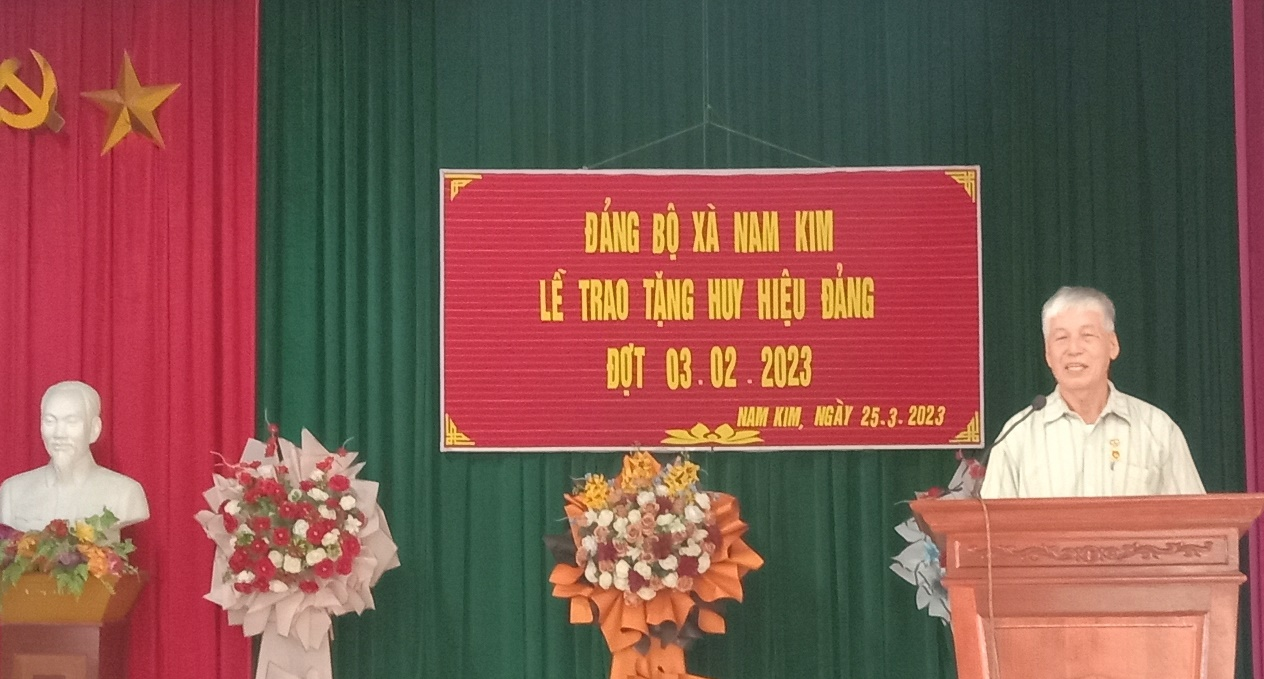 ĐẢNG BỘ XÀ NAM KIM
LỄ TRAO TẶNG HUY HIỆU ĐẢNG
ĐỢT 03.02.2023
NAM KIM, NGÀY 25.3.2023